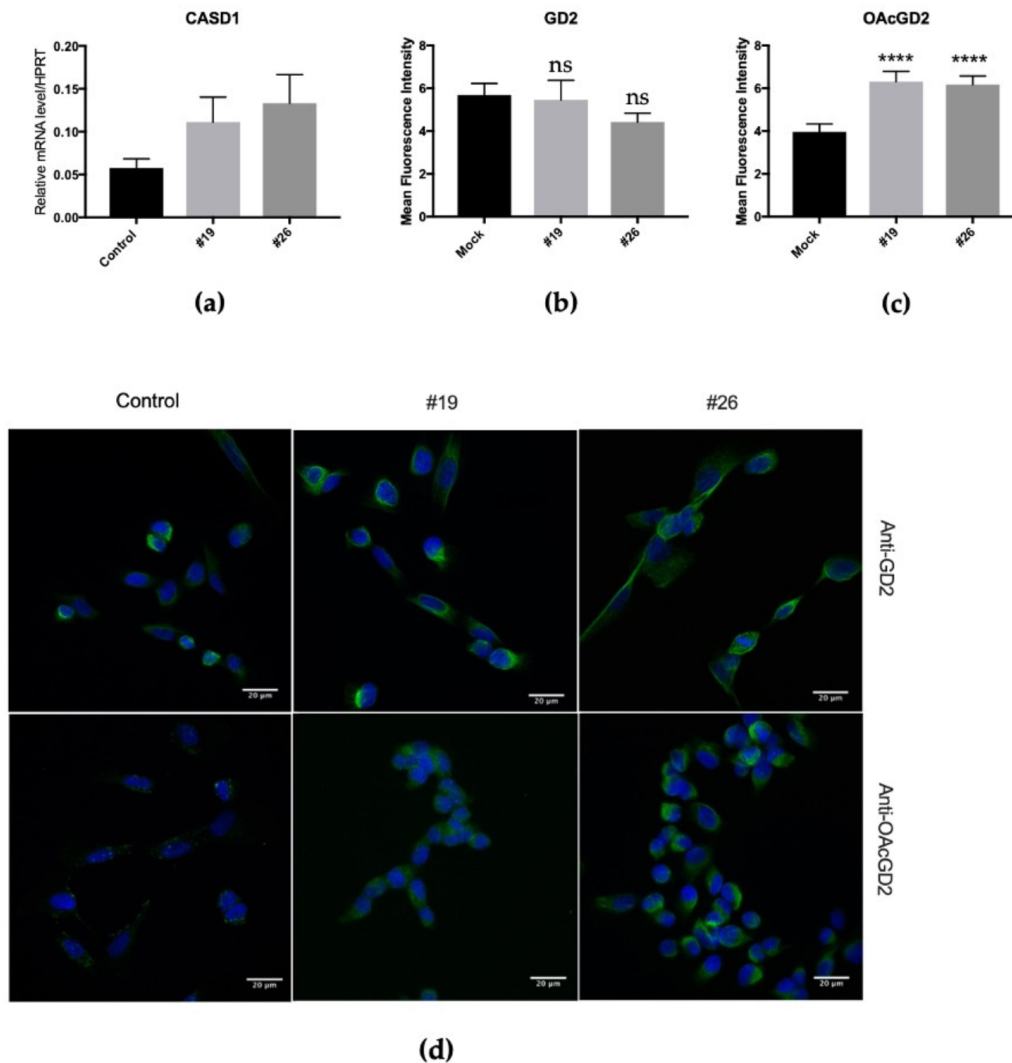 CASD1
Relative mRNA level/HPRT
0.20
0.15
0.10
0.05
0.00
Control
#19
#26
(a)
GD2
Mean Fluorescence Intensity
8
6
4
2
0
ns
ns
Mock
#19
#26
(b)
OAcGD2
Mean Fluorescence Intensity
8
6
4
2
0
****
****
Mock
#19
#26
(c)
Control
#19
#26
Anti-GD2
20 µm
20 µm
20 µm
Anti-OAcGD2
20 µm
20 µm
20 µm
(d)